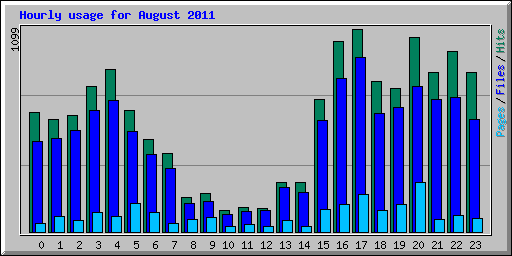 Hourly usage for August 2011
1099
Pages / Files / Hits
0 1 2 3 4 5 6 7 8 9 10 11 12 13 14 15 16 17 18 19 20 21 22 23